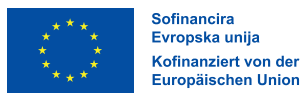 Sofinancira
Evropska unija
Kofinanziert von der
Europäischen Union